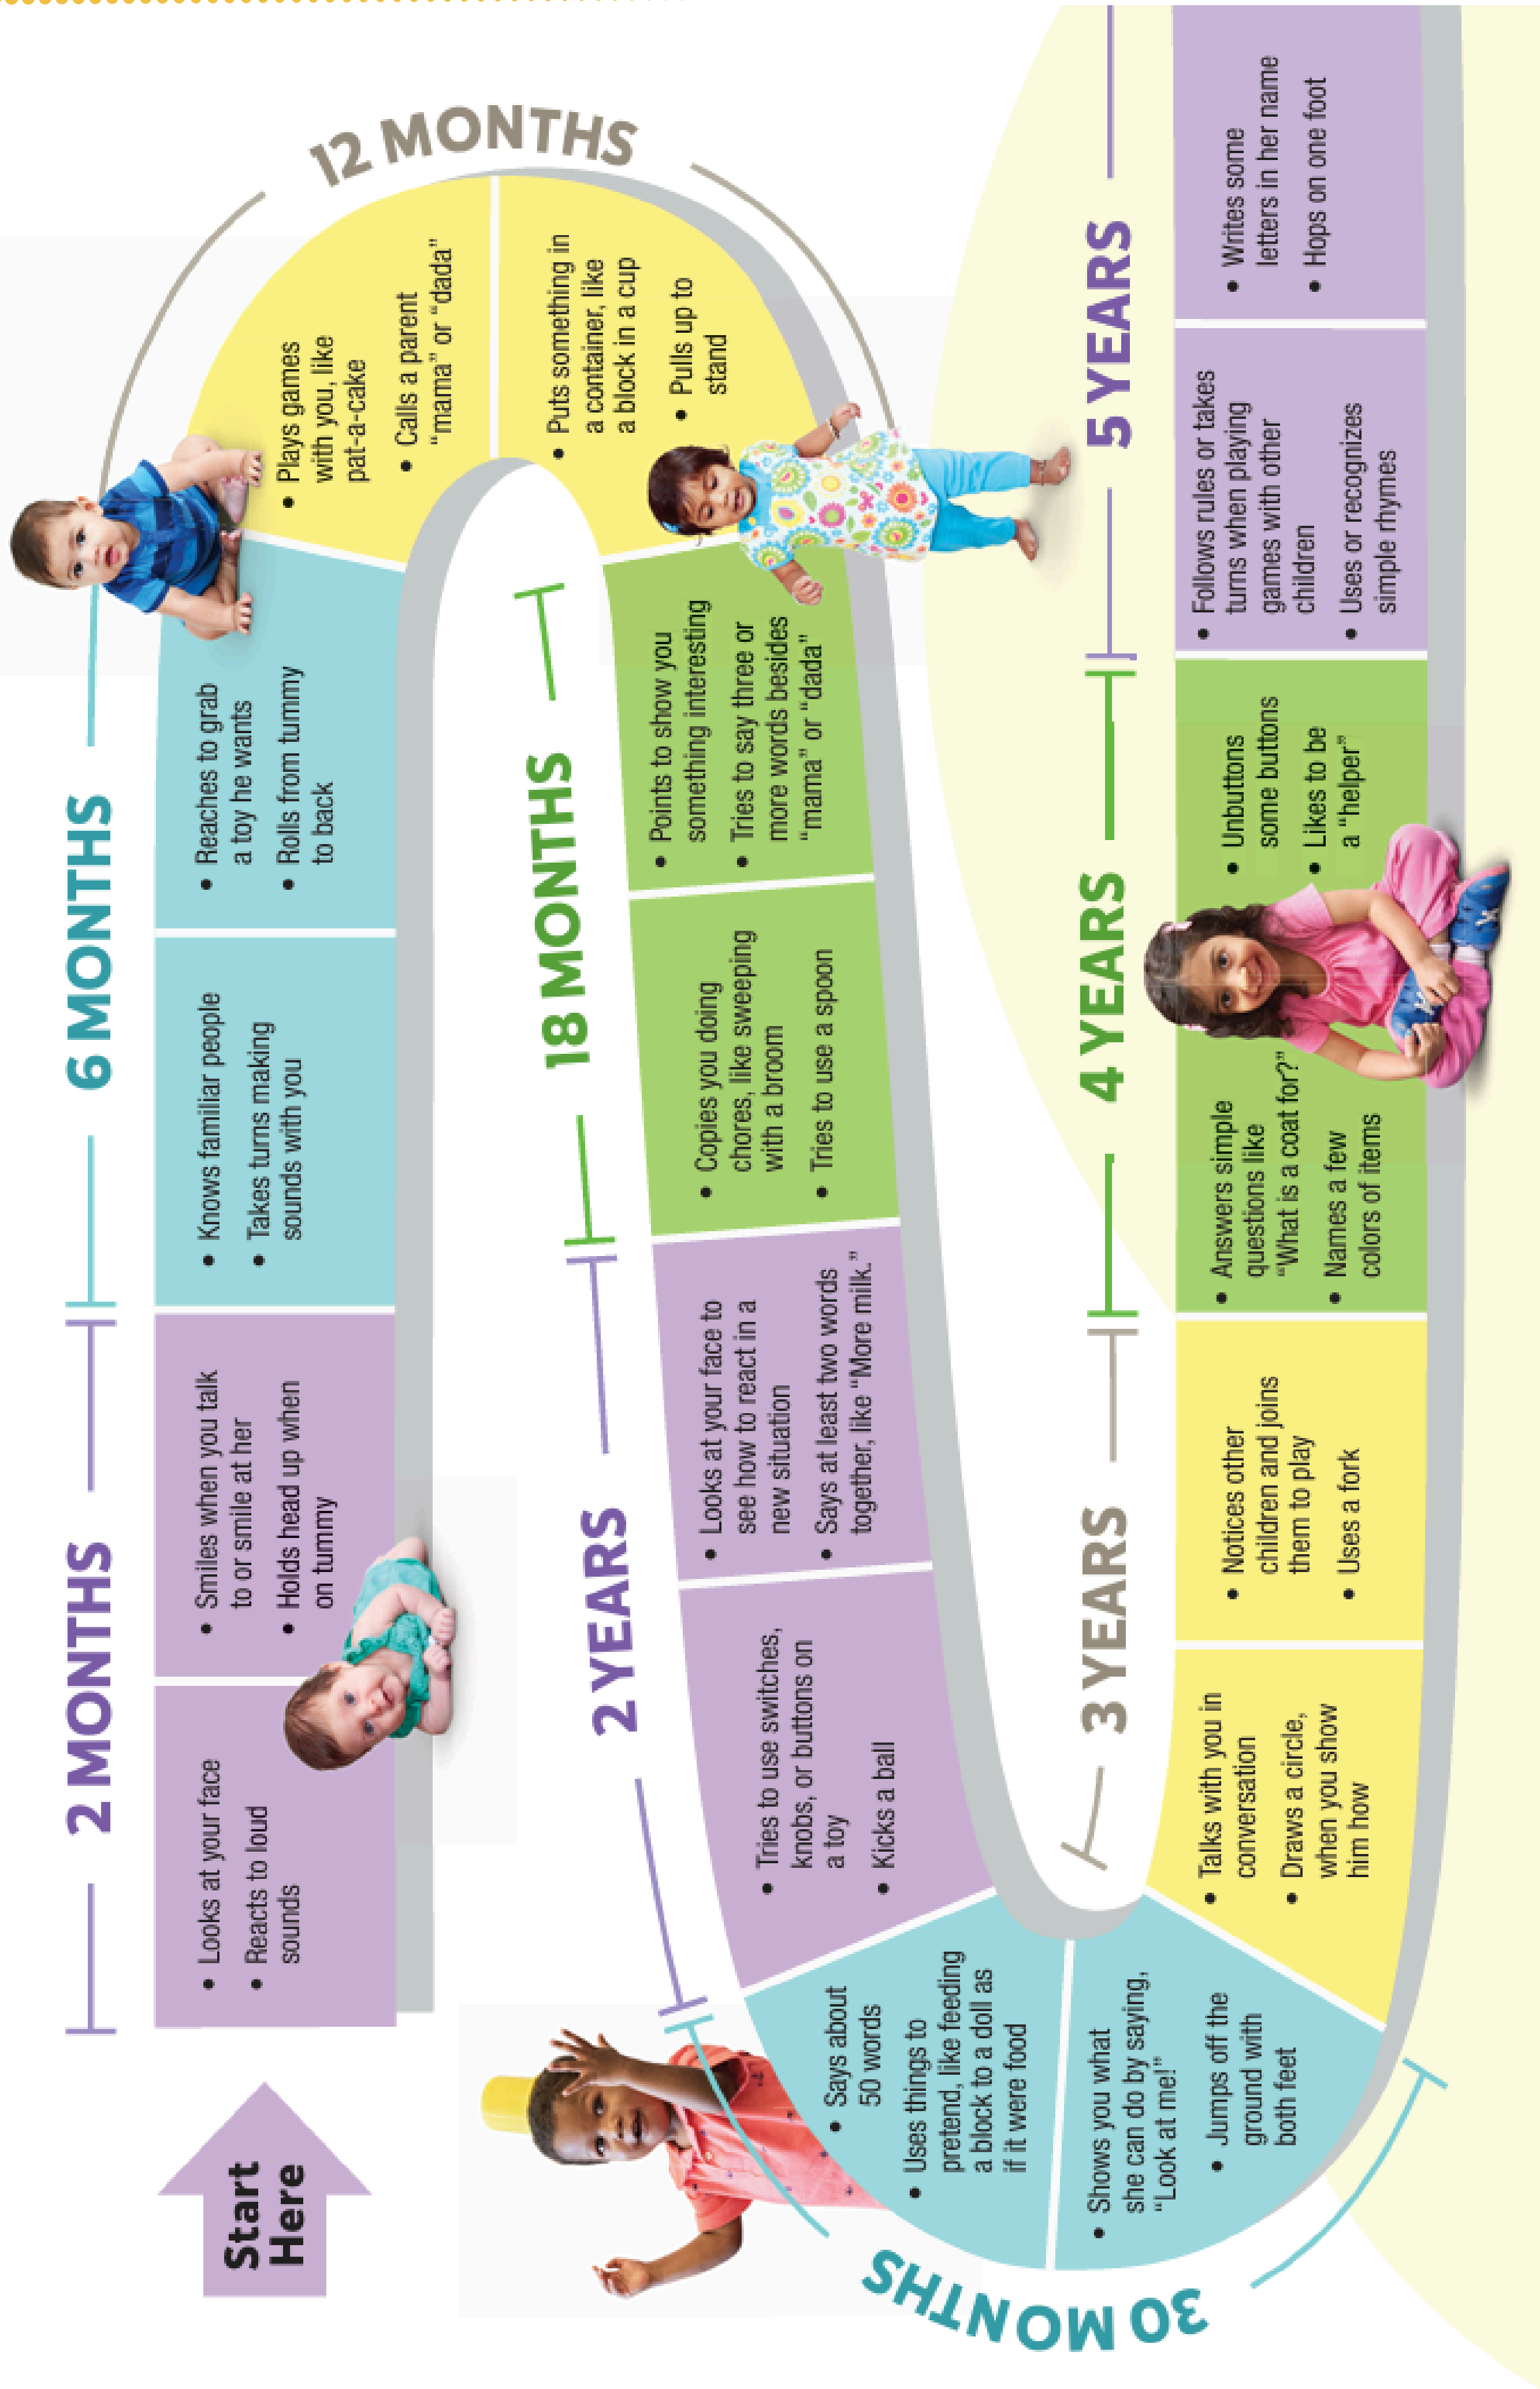 Start
Here
2 MONTHS
• Looks at your face
• Reacts to loud
sounds
• Smiles when you talk
to or smile at her
• Holds head up when
on tummy
6 MONTHS
• Knows familiar people
• Takes turns making
sounds with you
• Reaches to grab
a toy he wants
• Rolls from tummy
to back
12 MONTHS
• Plays games
with you, like
pat-a-cake
• Calls a parent
“mama” or “dada”
• Puts something in
a container, like
a block in a cup
• Pulls up to
stand
18 MONTHS
• Points to show you
something interesting
• Tries to say three or
more words besides
“mama” or “dada”
• Copies you doing
chores, like sweeping
with a broom
• Tries to use a spoon
2 YEARS
• Looks at your face to
see how to react in a
new situation
• Says at least two words
together, like “More milk.”
• Tries to use switches,
knobs, or buttons on
a toy
• Kicks a ball
30 MONTHS
• Says about
50 words
• Uses things to
pretend, like feeding
a block to a doll as
if it were food
• Shows you what
she can do by saying,
“Look at me!”
• Jumps off the
ground with
both feet
3 YEARS
• Talks with you in
conversation
• Draws a circle,
when you show
him how
• Notices other
children and joins
them to play
• Uses a fork
4 YEARS
• Answers simple
questions like
“What is a coat for?”
• Names a few
colors of items
• Unbuttons
some buttons
• Likes to be
a “helper”
5 YEARS
• Follows rules or takes
turns when playing
games with other
children
• Uses or recognizes
simple rhymes
• Writes some
letters in her name
• Hops on one foot